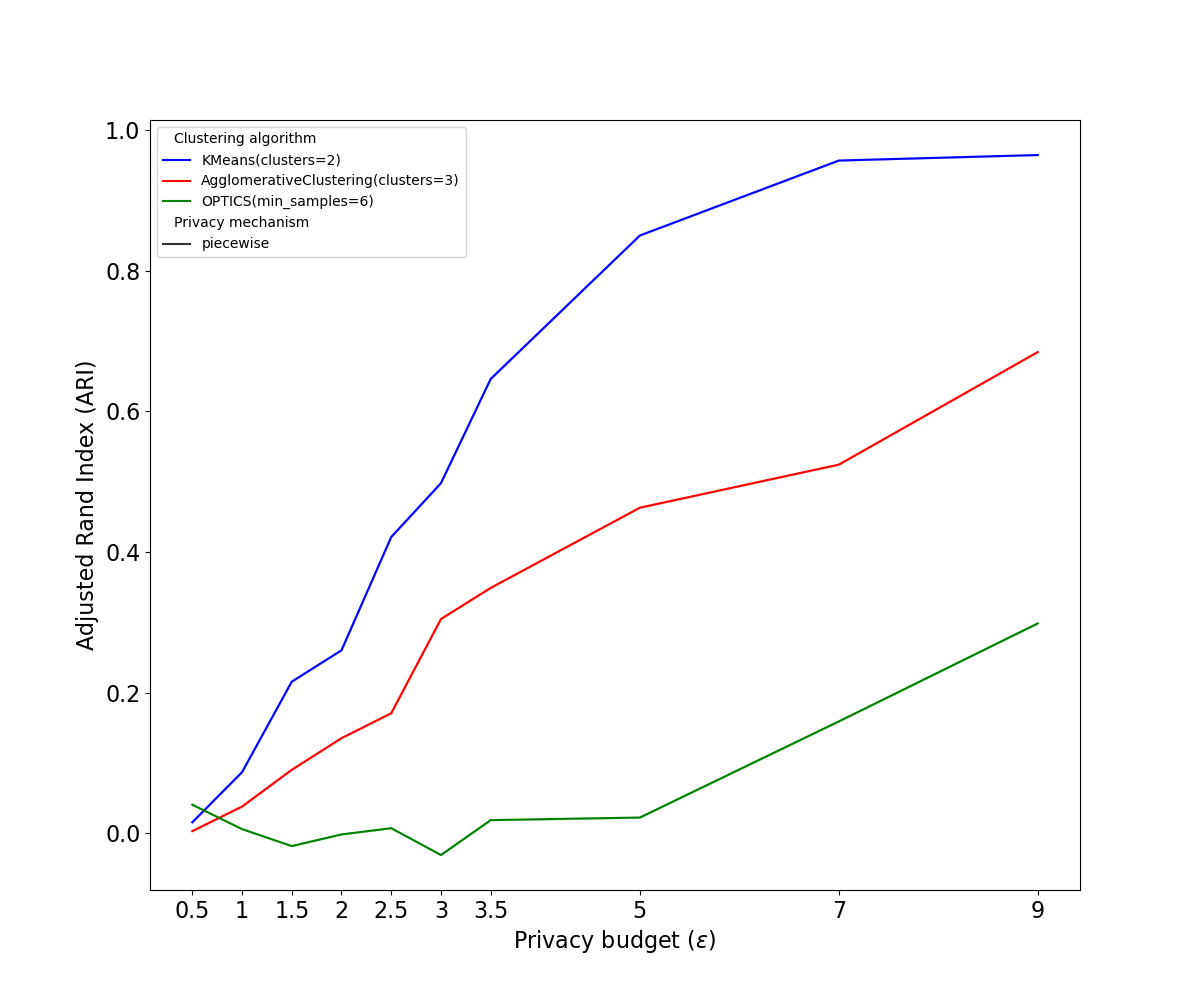 Clustering algorithm
KMeans(clusters=2)
AgglomerativeClustering(clusters=3)
OPTICS(min_samples=6)
Privacy mechanism
piecewise
1.0
0.8
0.6
0.4
0.2
0.0
Adjusted Rand Index (ARI)
0.5 1 1.5 2 2.5 3 3.5 5 7 9
Privacy budget (ε)